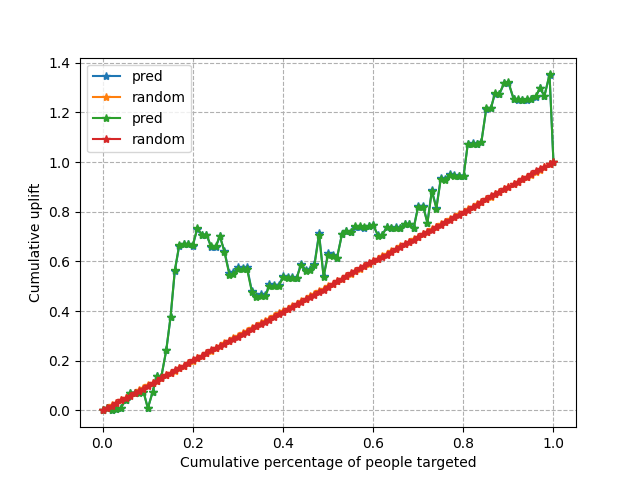 1.4
1.2
1.0
0.8
0.6
0.4
0.2
0.0
Cumulative uplift
pred
random
pred
random
0.0 0.2 0.4 0.6 0.8 1.0
Cumulative percentage of people targeted